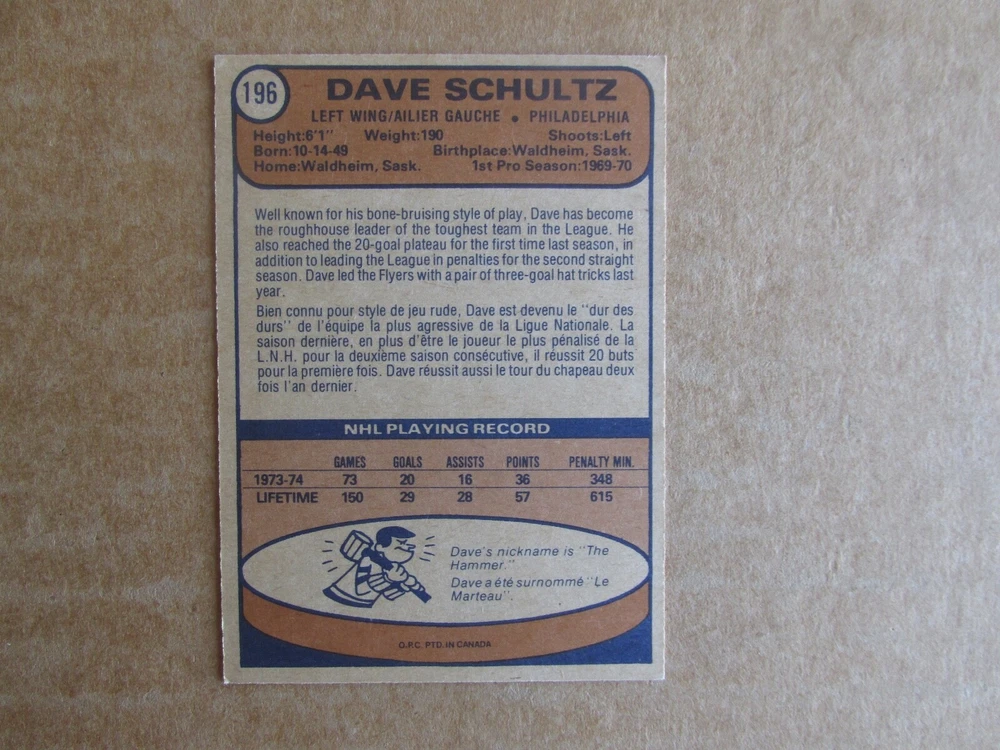 196
DAVE SCHULTZ
LEFT WING/AILIER GAUCHE • PHILADELPHIA
Height:6'1" Weight:190 Shoots:Left
Born:10-14-49 Birthplace:Waldheim, Sask.
Home:Waldheim, Sask. 1st Pro Season:1969-70
Well known for his bone-bruising style of play, Dave has become
the roughhouse leader of the toughest team in the League. He
also reached the 20-goal plateau for the first time last season, in
addition to leading the League in penalties for the second straight
season. Dave led the Flyers with a pair of three-goal hat tricks last
year.
Bien connu pour style de jeu rude, Dave est devenu le "dur des
durs" de l'équipe la plus agressive de la Ligue Nationale. La
saison dernière, en plus d'être le joueur le plus pénalisé de la
L.N.H. pour la deuxième saison consécutive, il réussit 20 buts
pour la première fois. Dave réussit aussi le tour du chapeau deux
fois l'an dernier.
NHL PLAYING RECORD
GAMES GOALS ASSISTS POINTS PENALTY MIN.
1973-74 73 20 16 36 348
LIFETIME 150 29 28 57 615
Dave's nickname is "The
Hammer."
Dave a été surnommé "Le
Marteau".
O.P.C. PTD. IN CANADA